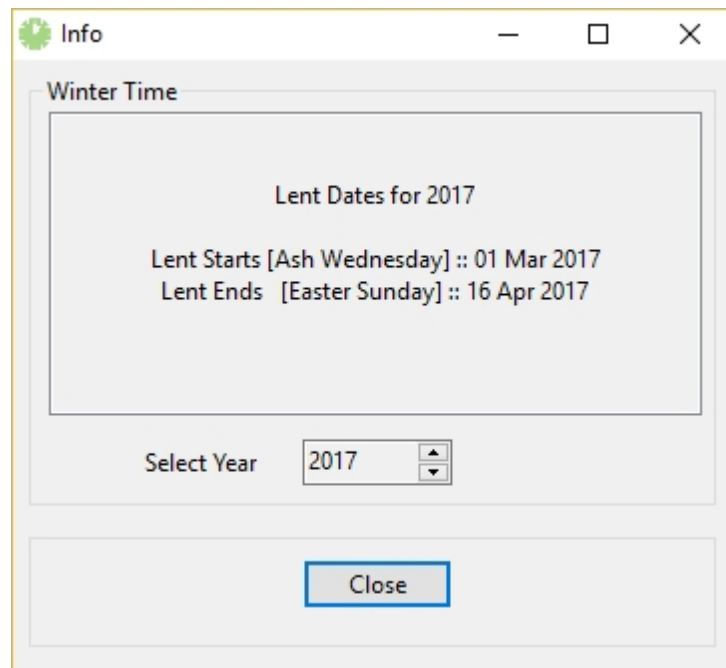 Info
Winter Time
Lent Dates for 2017
Lent Starts [Ash Wednesday] :: 01 Mar 2017
Lent Ends   [Easter Sunday] :: 16 Apr 2017
Select Year 2017
Close